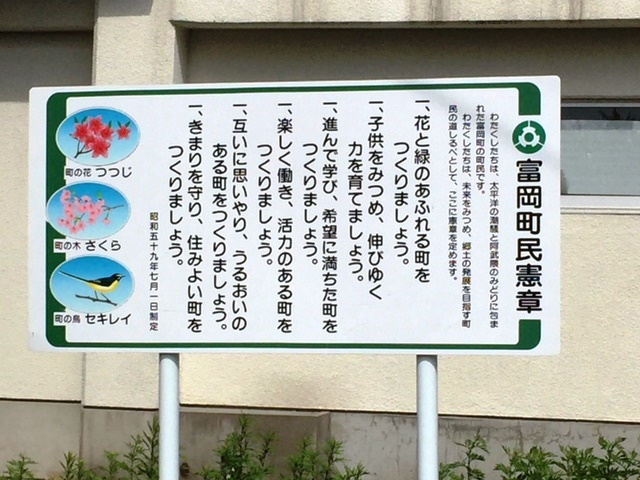 富岡町民憲章
わたくしたちは、太平洋の潮騒と阿武隈のみどりに包ま
れた富岡町の町民です。
わたくしたちは、未来をみつめ、郷土の発展を目指す町
民の道しるべとして、ここに憲章を定めます。
一、花と緑のあふれる町を
つくりましょう。
一、子供をみつめ、伸びゆく
力を育てましょう。
一、進んで学び、希望に満ちた町を
つくりましょう。
一、楽しく働き、活力のある町を
つくりましょう。
一、互いに思いやり、うるおいの
ある町をつくりましょう。
一、きまりを守り、住みよい町を
つくりましょう。
昭和五十九年七月一日制定
町の花 つつじ
町の木 さくら
町の鳥 セキレイ